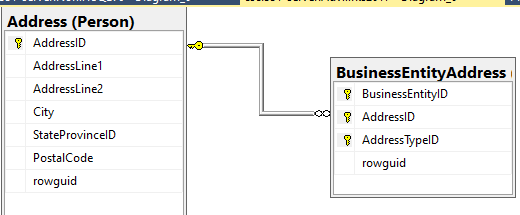 Address (Person)
AddressID
AddressLine1
AddressLine2
City
StateProvinceID
PostalCode
rowguid
BusinessEntityAddress
BusinessEntityID
AddressID
AddressTypeID
rowguid